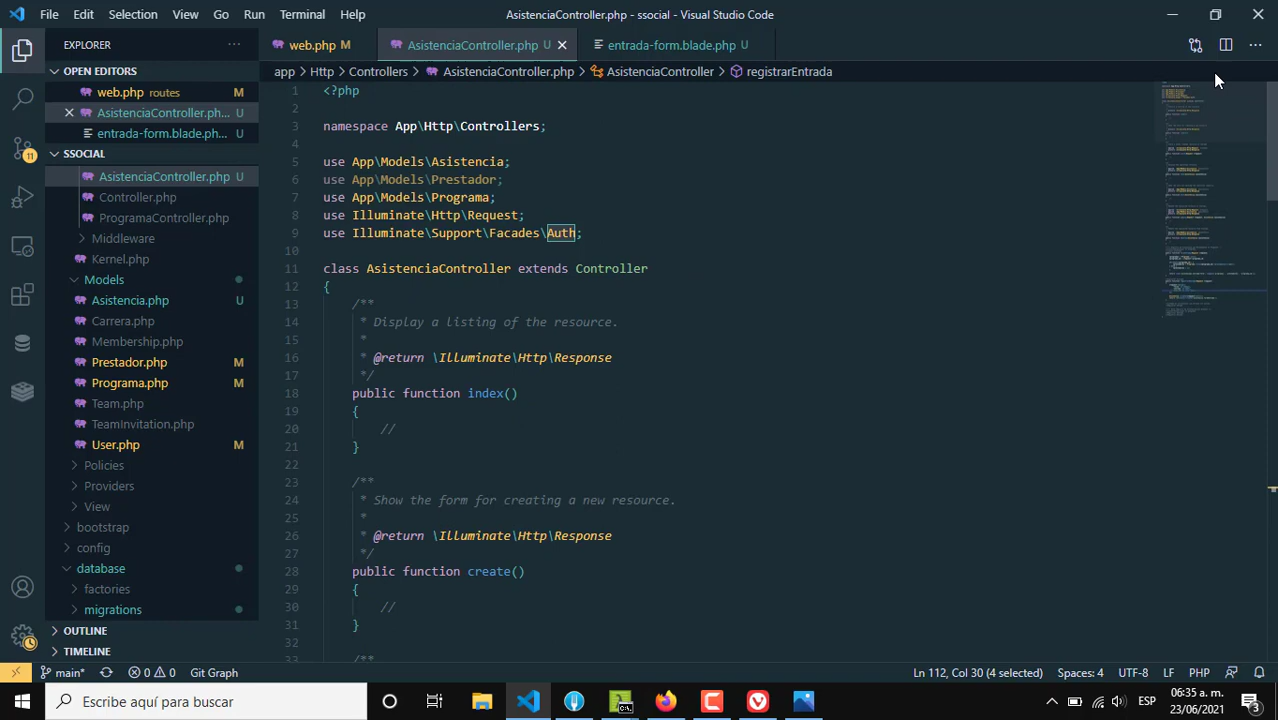 File Edit Selection View Go Run Terminal Help AsistenciaController.php - ssocial - Visual Studio Code
EXPLORER ···
web.php M AsistenciaController.php U entrada-form.blade.php U
OPEN EDITORS
app > Http > Controllers > AsistenciaController.php > AsistenciaController > registrarEntrada
web.php routes M
AsistenciaController.ph... U
entrada-form.blade.ph... U
SSOCIAL
AsistenciaController.php U
Controller.php
ProgramaController.php
Middleware
Kernel.php
Models
Asistencia.php U
Carrera.php
Membership.php
Prestador.php M
Programa.php M
Team.php
TeamInvitation.php
User.php M
Policies
Providers
View
bootstrap
config
database
factories
migrations
OUTLINE
TIMELINE
11
1 <?php
2
3 namespace App\Http\Controllers;
4
5 use App\Models\Asistencia;
6 use App\Models\Prestador;
7 use App\Models\Programa;
8 use Illuminate\Http\Request;
9 use Illuminate\Support\Facades\Auth;
10
11 class AsistenciaController extends Controller
12 {
13 /**
14 * Display a listing of the resource.
15 *
16 * @return \Illuminate\Http\Response
17 */
18 public function index()
19 {
20 //
21 }
22
23 /**
24 * Show the form for creating a new resource.
25 *
26 * @return \Illuminate\Http\Response
27 */
28 public function create()
29 {
30 //
31 }
32
33 /**
main* 0 0 Git Graph Ln 112, Col 30 (4 selected) Spaces: 4 UTF-8 LF PHP
Escribe aquí para buscar ESP 06:35 a. m.
23/06/2021 3